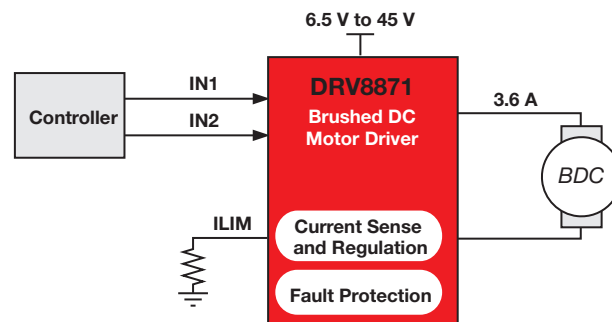 6.5 V to 45 V
DRV8871
Brushed DC
Motor Driver
Controller
IN1
IN2
3.6 A
BDC
ILIM
Current Sense
and Regulation
Fault Protection